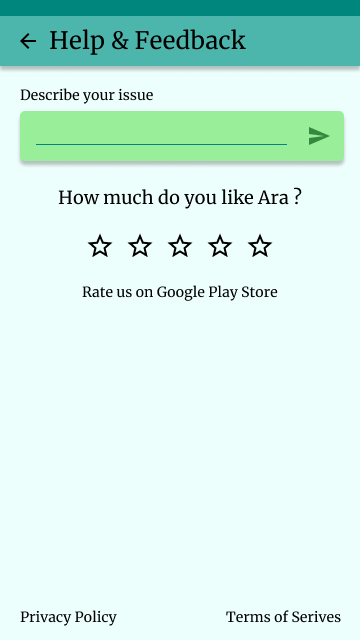 Help & Feedback
Describe your issue
How much do you like Ara ?
Rate us on Google Play Store
Privacy Policy
Terms of Serives